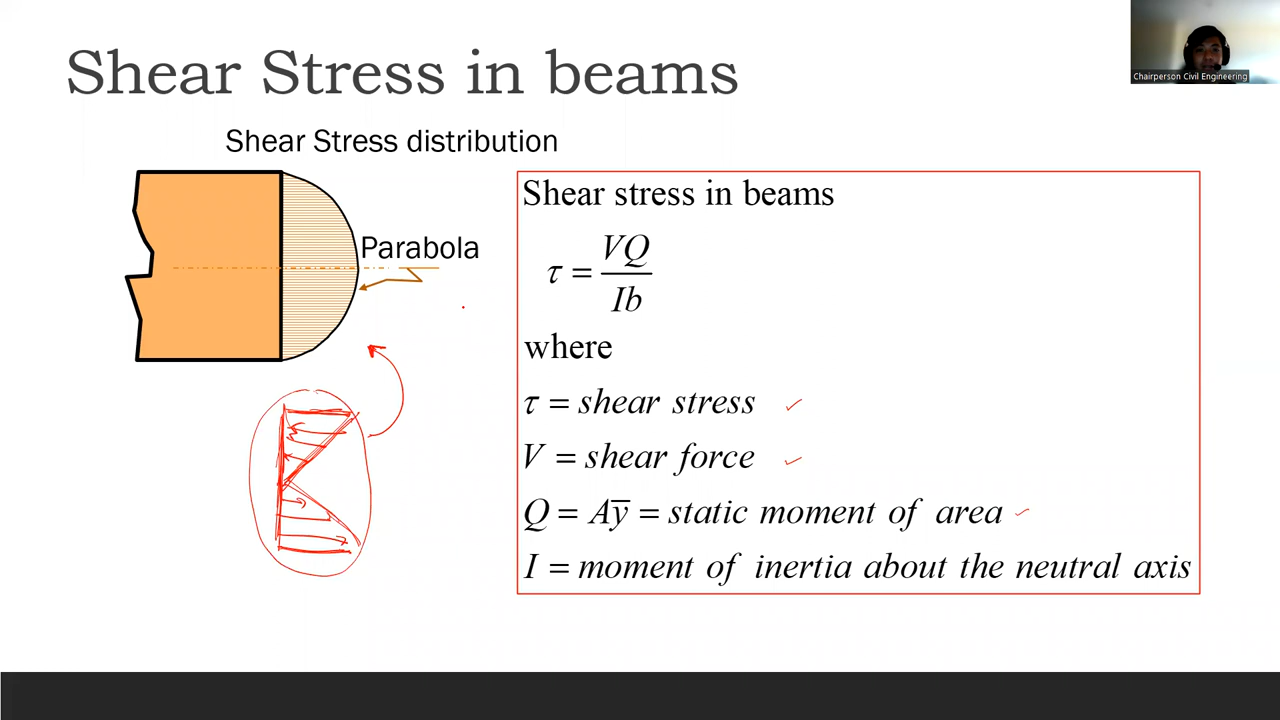 Shear Stress in beams
Chairperson Civil Engineering
Shear Stress distribution
Parabola
Shear stress in beams
τ = VQ / Ib
where
τ = shear stress
V = shear force
Q = Ay̅ = static moment of area
I = moment of inertia about the neutral axis